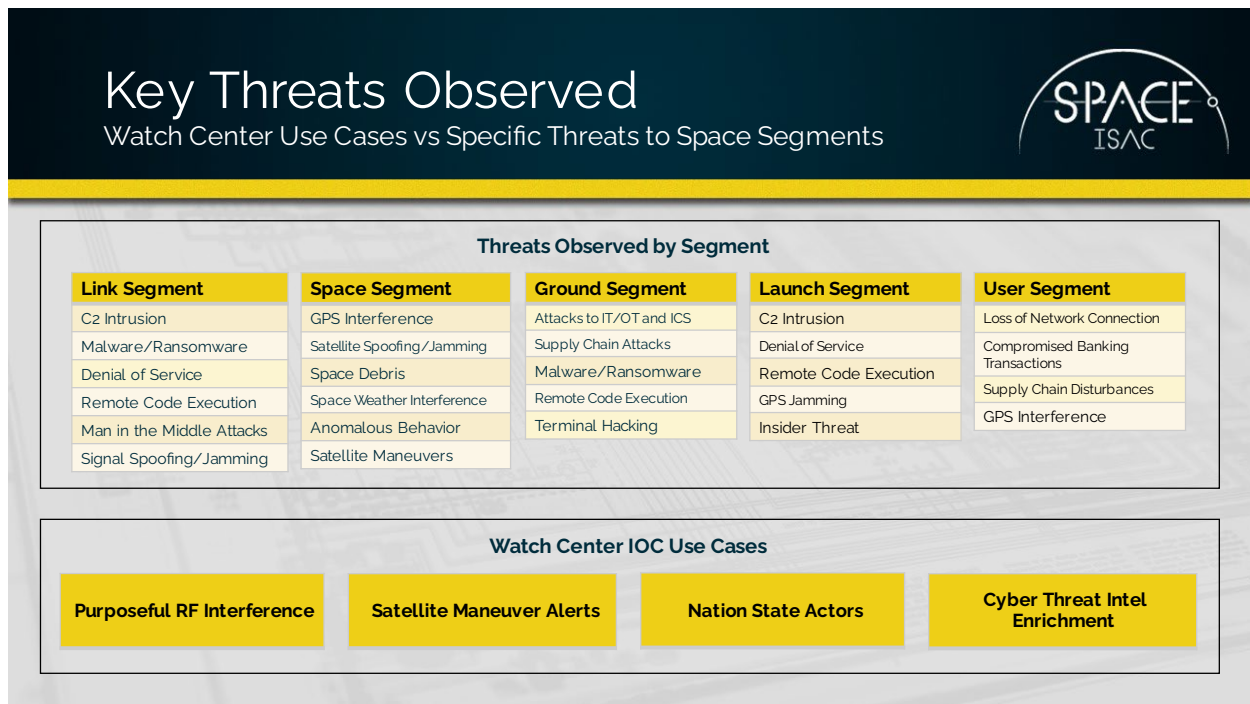 Key Threats Observed
Watch Center Use Cases vs Specific Threats to Space Segments
SPACE
ISAC
Threats Observed by Segment
Link Segment
C2 Intrusion
Malware/Ransomware
Denial of Service
Remote Code Execution
Man in the Middle Attacks
Signal Spoofing/Jamming
Space Segment
GPS Interference
Satellite Spoofing/Jamming
Space Debris
Space Weather Interference
Anomalous Behavior
Satellite Maneuvers
Ground Segment
Attacks to IT/OT and ICS
Supply Chain Attacks
Malware/Ransomware
Remote Code Execution
Terminal Hacking
Launch Segment
C2 Intrusion
Denial of Service
Remote Code Execution
GPS Jamming
Insider Threat
User Segment
Loss of Network Connection
Compromised Banking
Transactions
Supply Chain Disturbances
GPS Interference
Watch Center IOC Use Cases
Purposeful RF Interference
Satellite Maneuver Alerts
Nation State Actors
Cyber Threat Intel
Enrichment